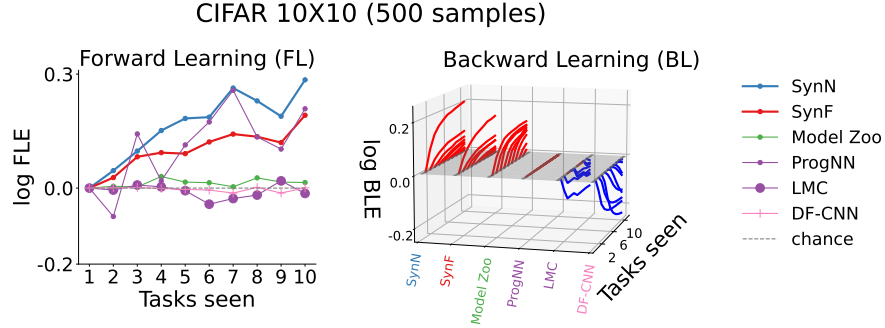 CIFAR 10X10 (500 samples)
Forward Learning (FL)
Backward Learning (BL)
0.3
0.0
-0.2
log FLE
1 2 3 4 5 6 7 8 9 10
Tasks seen
0.2
0.0
-0.2
log BLE
SynN
SynF
Model Zoo
ProgNN
LMC
DF-CNN
2
6
10
Tasks seen
SynN
SynF
Model Zoo
ProgNN
LMC
DF-CNN
chance